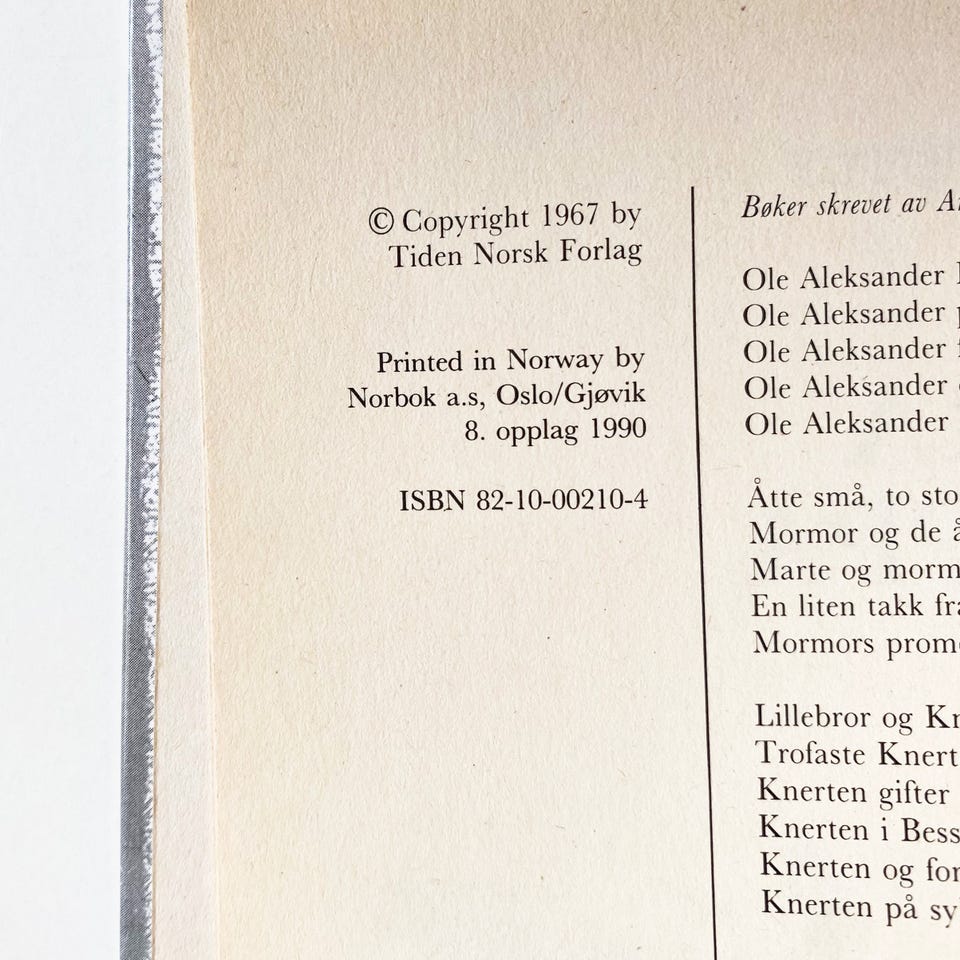 © Copyright 1967 by
Tiden Norsk Forlag
Printed in Norway by
Norbok a.s, Oslo/Gjøvik
8. opplag 1990
ISBN 82-10-00210-4
Bøker skrevet av
Ole Aleksander
Ole Aleksander
Ole Aleksander
Ole Aleksander
Ole Aleksander
Åtte små, to
Mormor og de
Marte og
En liten takk
Mormors
Lillebror og
Trofaste
Knerten gifter
Knerten i
Knerten og
Knerten på